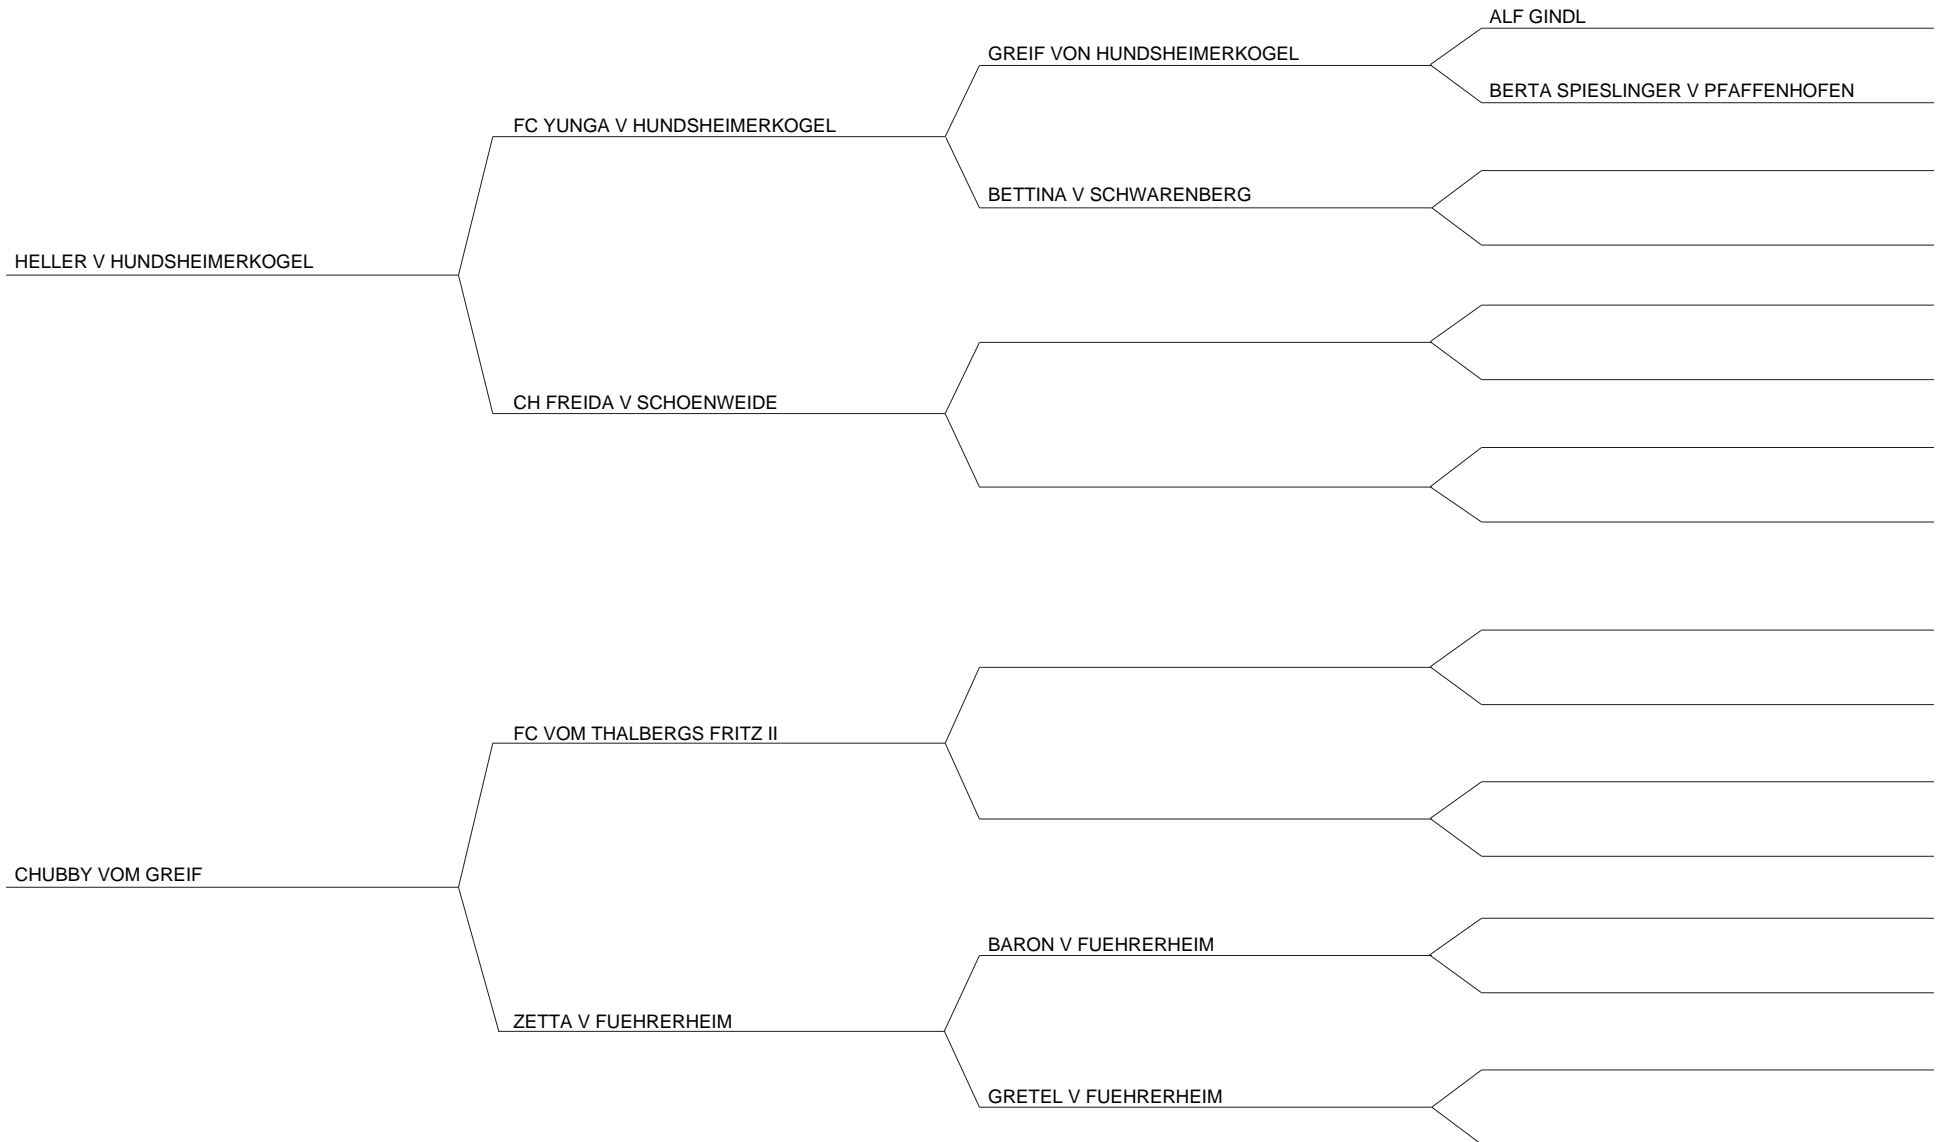 ALF GINDL
GREIF VON HUNDSHEIMERKOGEL
BERTA SPIESLINGER V PFAFFENHOFEN
FC YUNGA V HUNDSHEIMERKOGEL
BETTINA V SCHWARENBERG
HELLER V HUNDSHEIMERKOGEL
CH FREIDA V SCHOENWEIDE
FC VOM THALBERGS FRITZ II
CHUBBY VOM GREIF
BARON V FUEHRERHEIM
ZETTA V FUEHRERHEIM
GRETEL V FUEHRERHEIM